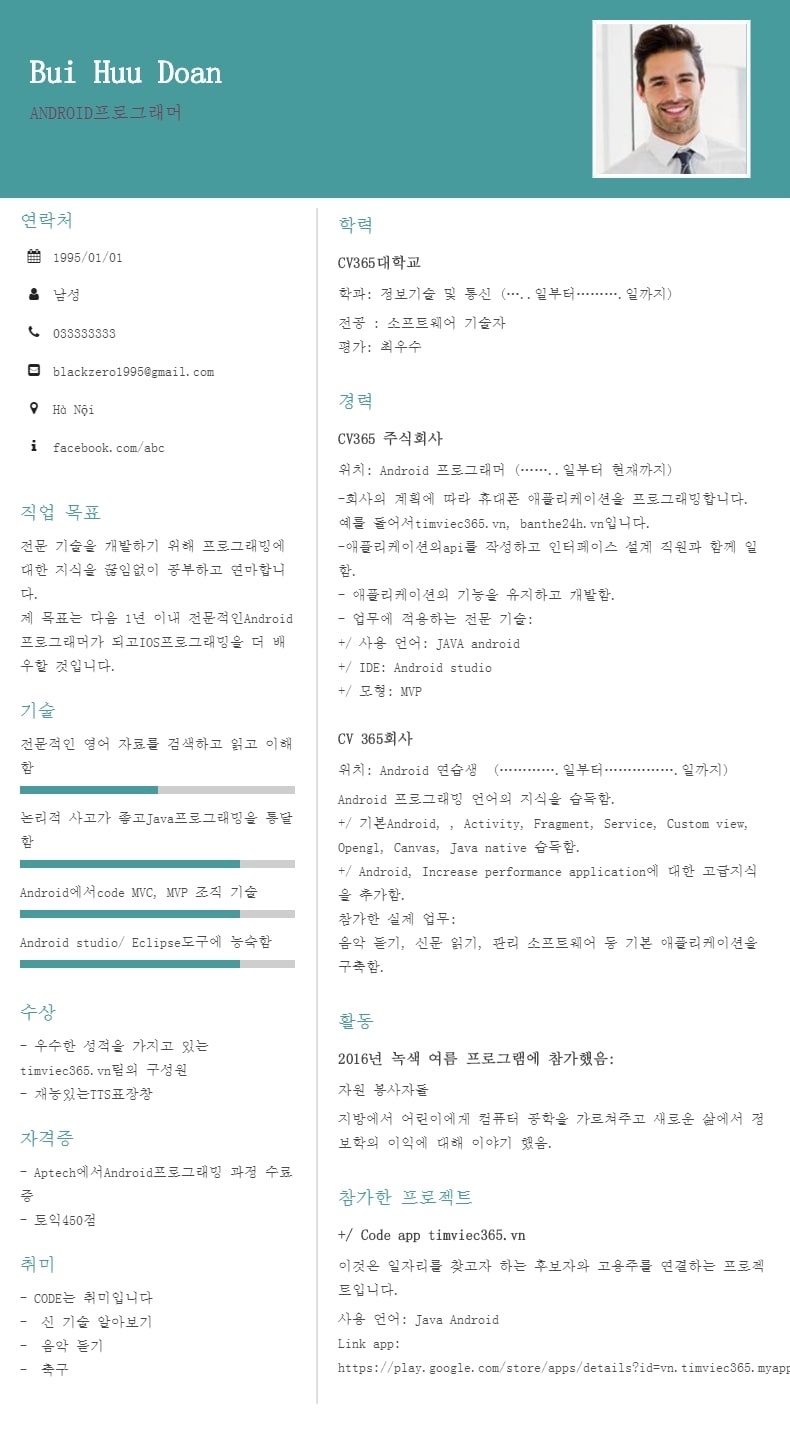 Bui Huu Doan
ANDROID프로그래머
연락처
1995/01/01
남성
033333333
blackzero1995@gmail.com
Hà Nội
facebook.com/abc
직업 목표
전문 기술을 개발하기 위해 프로그래밍에
대한 지식을 끊임없이 공부하고 연마합니
다.
제 목표는 다음 1년 이내 전문적인Android
프로그래머가 되고IOS프로그래밍을 더 배
우할 것입니다.
기술
전문적인 영어 자료를 검색하고 읽고 이해
함
논리적 사고가 좋고Java프로그래밍을 통달
함
Android에서code MVC, MVP 조직 기술
Android studio/ Eclipse도구에 능숙함
수상
- 우수한 성적을 가지고 있는
timviec365.vn팀의 구성원
- 재능있는TTS표장창
자격증
- Aptech에서Android프로그래밍 과정 수료
증
- 토익450점
취미
- CODE는 취미입니다
-  신 기술 알아보기
-  음악 듣기
-  축구
학력
CV365대학교
학과: 정보기술 및 통신 (…..일부터……….일까지)
전공 : 소프트웨어 기술자
평가: 최우수
경력
CV365 주식회사
위치: Android 프로그래머 (……..일부터 현재까지)
-회사의 계획에 따라 휴대폰 애플리케이션을 프로그래밍합니다.
예를 들어서timviec365.vn, banthe24h.vn입니다.
-애플리케이션의api를 작성하고 인터페이스 설계 직원과 함께 일
함.
- 애플리케이션의 기능을 유지하고 개발함.
- 업무에 적용하는 전문 기술:
+/ 사용 언어: JAVA android
+/ IDE: Android studio
+/ 모형: MVP
CV 365회사
위치: Android 연습생  (………….일부터…………….일까지)
Android 프로그래밍 언어의 지식을 습득함.
+/ 기본Android, , Activity, Fragment, Service, Custom view,
Opengl, Canvas, Java native 습득함.
+/ Android, Increase performance application에 대한 고급지식
을 추가함.
참가한 실제 업무:
음악 듣기, 신문 읽기, 관리 소프트웨어 등 기본 애플리케이션을
구축함.
활동
2016년 녹색 여름 프로그램에 참가했음:
자원 봉사자들
지방에서 어린이에게 컴퓨터 공학을 가르쳐주고 새로운 삶에서 정
보학의 이익에 대해 이야기 했음.
참가한 프로젝트
+/ Code app timviec365.vn
이것은 일자리를 찾고자 하는 후보자와 고용주를 연결하는 프로젝
트입니다.
사용 언어: Java Android
Link app:
https://play.google.com/store/apps/details?id=vn.timviec365.myapp